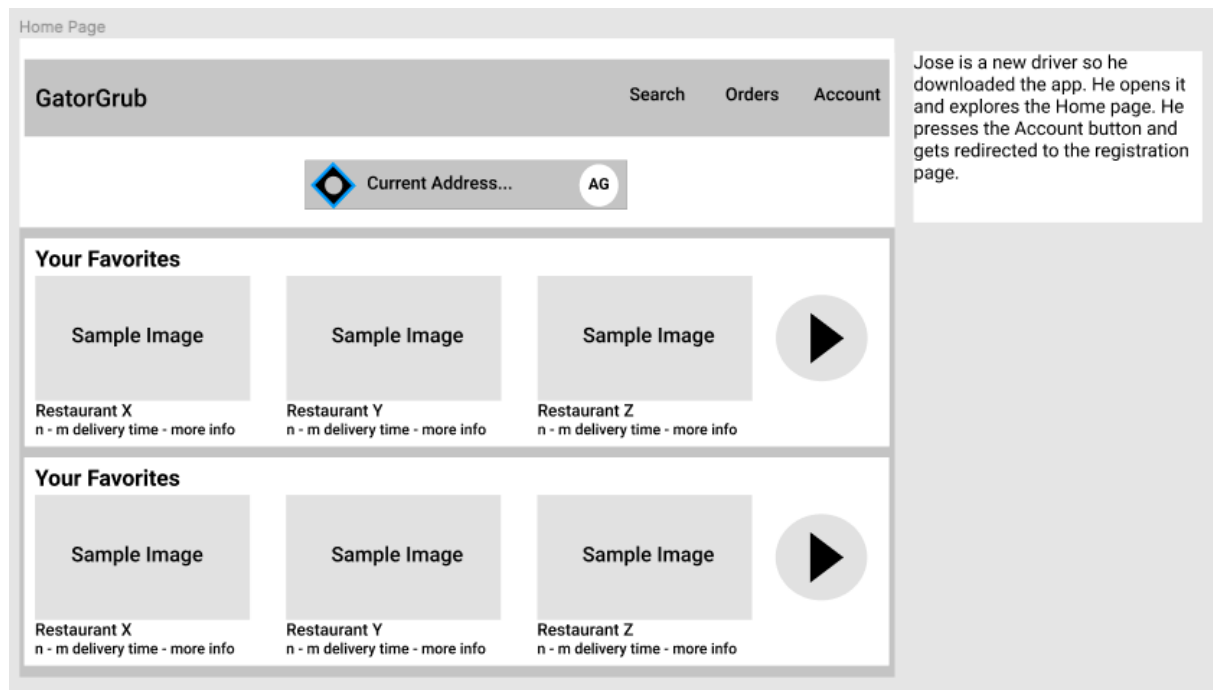 Home Page
GatorGrub
Search Orders Account
Current Address... AG
Your Favorites
Sample Image Sample Image Sample Image
Restaurant X Restaurant Y Restaurant Z
n - m delivery time - more info n - m delivery time - more info n - m delivery time - more info
Your Favorites
Sample Image Sample Image Sample Image
Restaurant X Restaurant Y Restaurant Z
n - m delivery time - more info n - m delivery time - more info n - m delivery time - more info
Jose is a new driver so he
downloaded the app. He opens it
and explores the Home page. He
presses the Account button and
gets redirected to the registration
page.